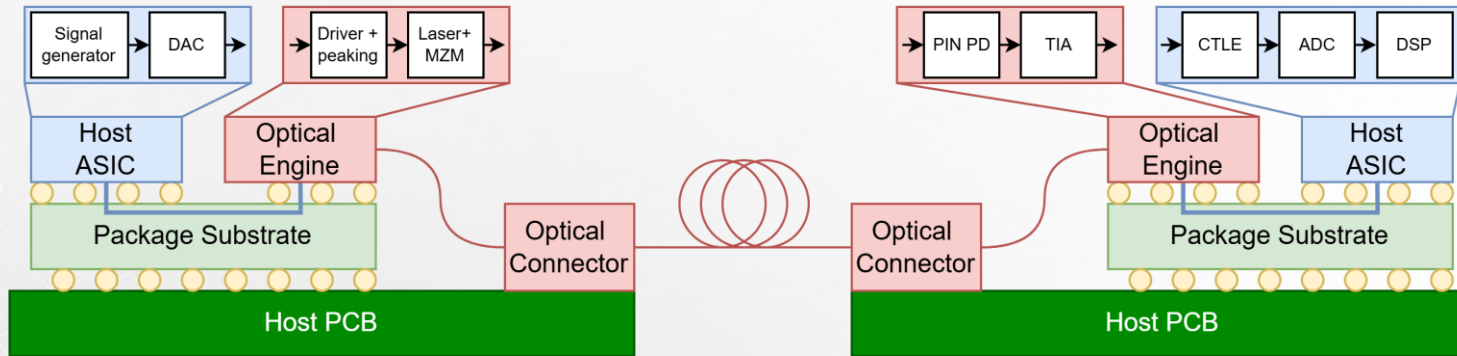 Signal
generator
DAC
Driver +
peaking
Laser+
MZM
PIN PD
TIA
CTLE
ADC
DSP
Host
ASIC
Optical
Engine
Optical
Engine
Host
ASIC
Package Substrate
Optical
Connector
Optical
Connector
Package Substrate
Host PCB
Host PCB